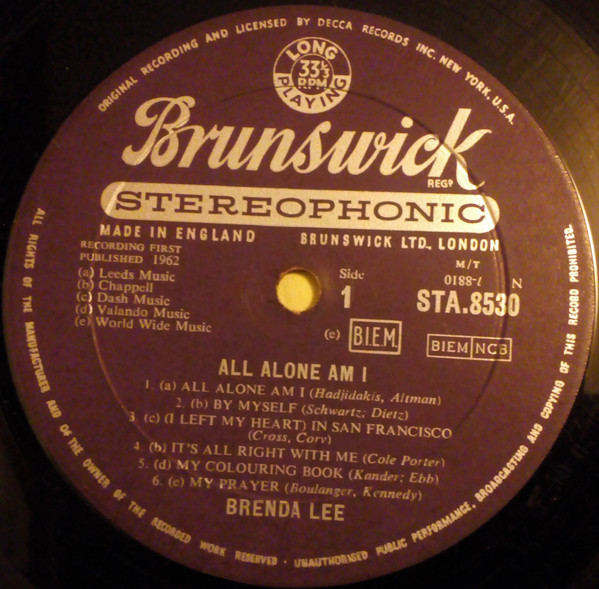 ORIGINAL RECORDING AND LICENSED BY DECCA RECORDS INC. NEW YORK, U.S.A.
LONG
33⅓
RPM
PLAYING
Brunswick
REGD
STEREOPHONIC
MADE IN ENGLAND BRUNSWICK LTD., LONDON
RECORDING FIRST
PUBLISHED 1962
(a) Leeds Music
(b) Chappell
(c) Dash Music
(d) Valando Music
(e) World Wide Music
Side
1
M/T
7-8810 N
STA.8530
(e) B.I.E.M.
BIEM NCB
ALL ALONE AM I
1. (a) ALL ALONE AM I (Hadjidakis, Altman)
2. (b) BY MYSELF (Schwartz; Dietz)
3 (c) (I LEFT MY HEART) IN SAN FRANCISCO
(Cross, Cory)
4. (b) IT'S ALL RIGHT WITH ME (Cole Porter)
5. (d) MY COLOURING BOOK (Kander; Ebb)
6. (e) MY PRAYER (Boulanger, Kennedy)
BRENDA LEE
ALL RIGHTS OF THE MANUFACTURER AND OF THE OWNER OF THE RECORDED WORK RESERVED · UNAUTHORISED PUBLIC PERFORMANCE, BROADCASTING AND COPYING OF THIS RECORD PROHIBITED.